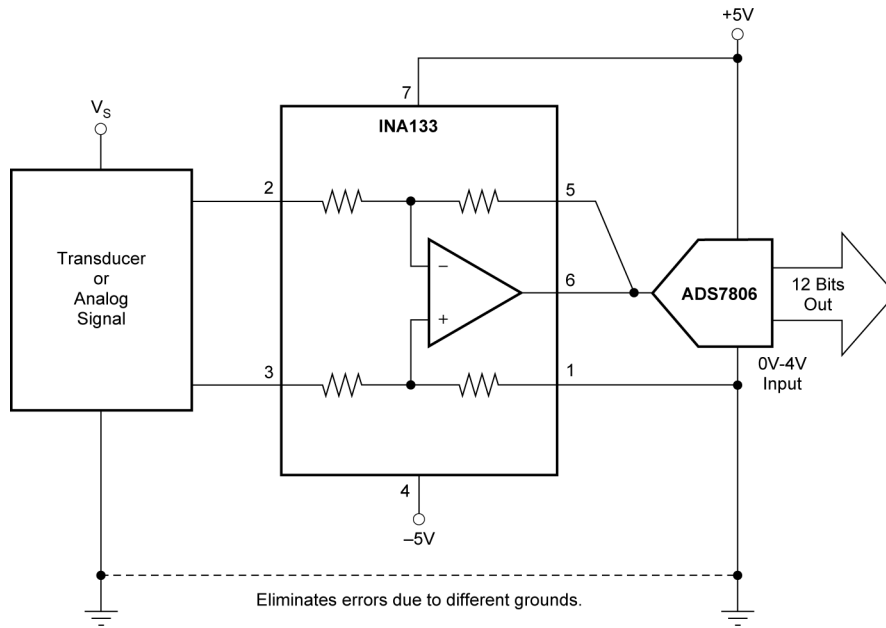 +5V
7
V_S
INA133
2
5
Transducer
or
Analog
Signal
−
6
ADS7806
12 Bits
Out
+
3
1
0V-4V
Input
4
–5V
Eliminates errors due to different grounds.